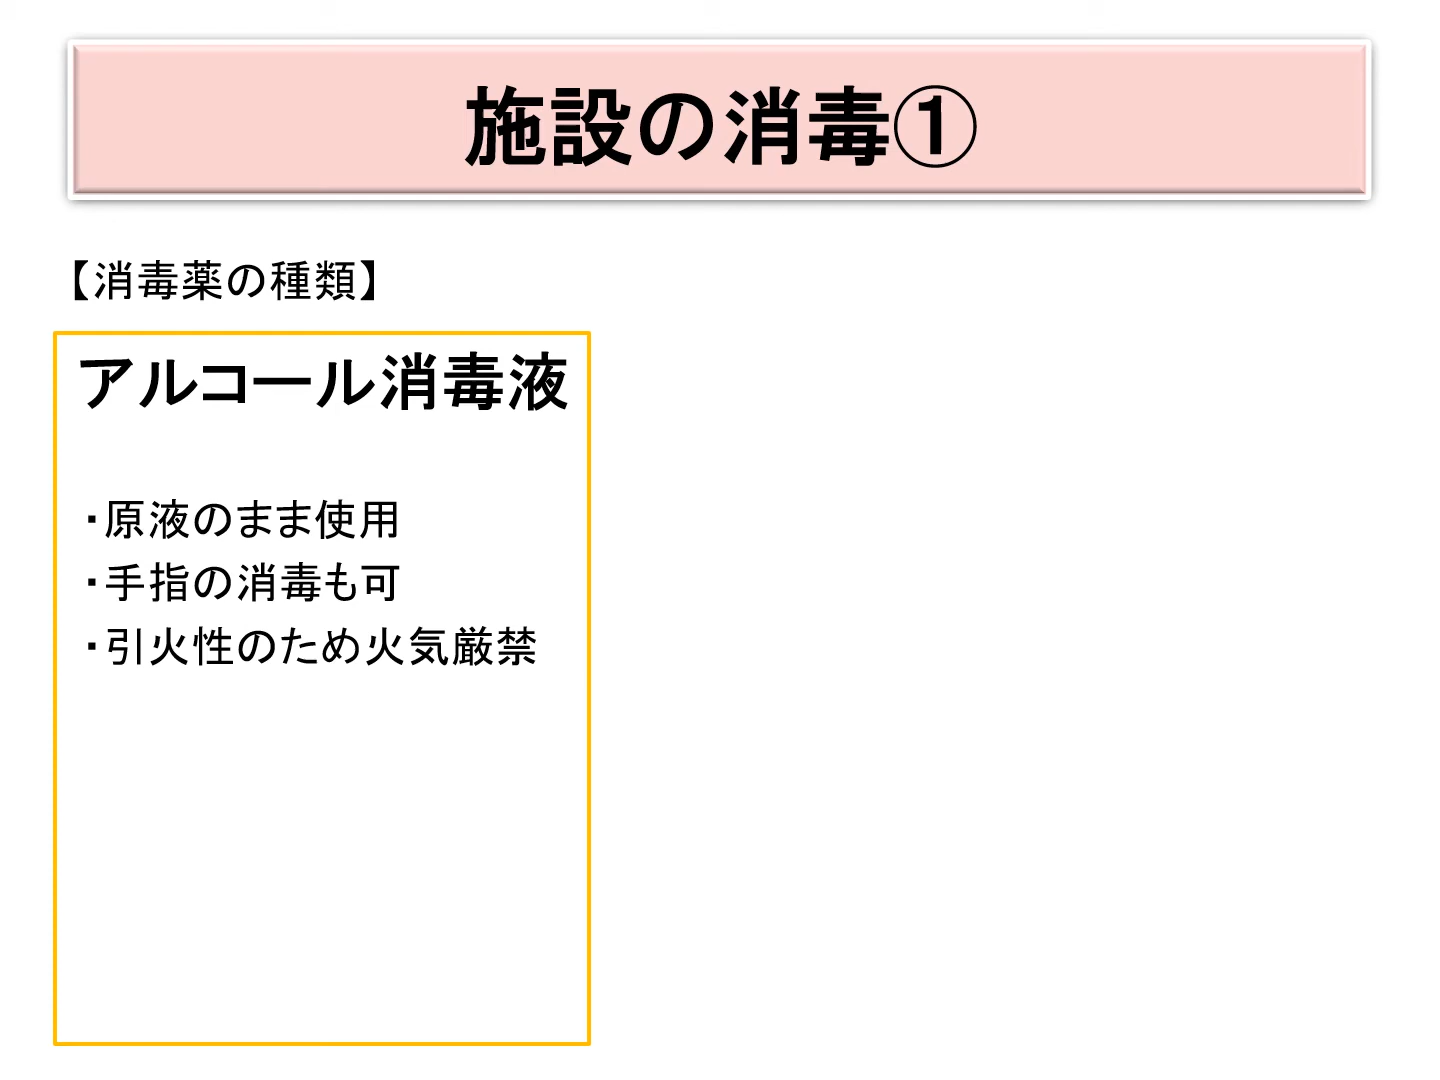 施設の消毒①
【消毒薬の種類】
アルコール消毒液
・原液のまま使用
・手指の消毒も可
・引火性のため火気厳禁